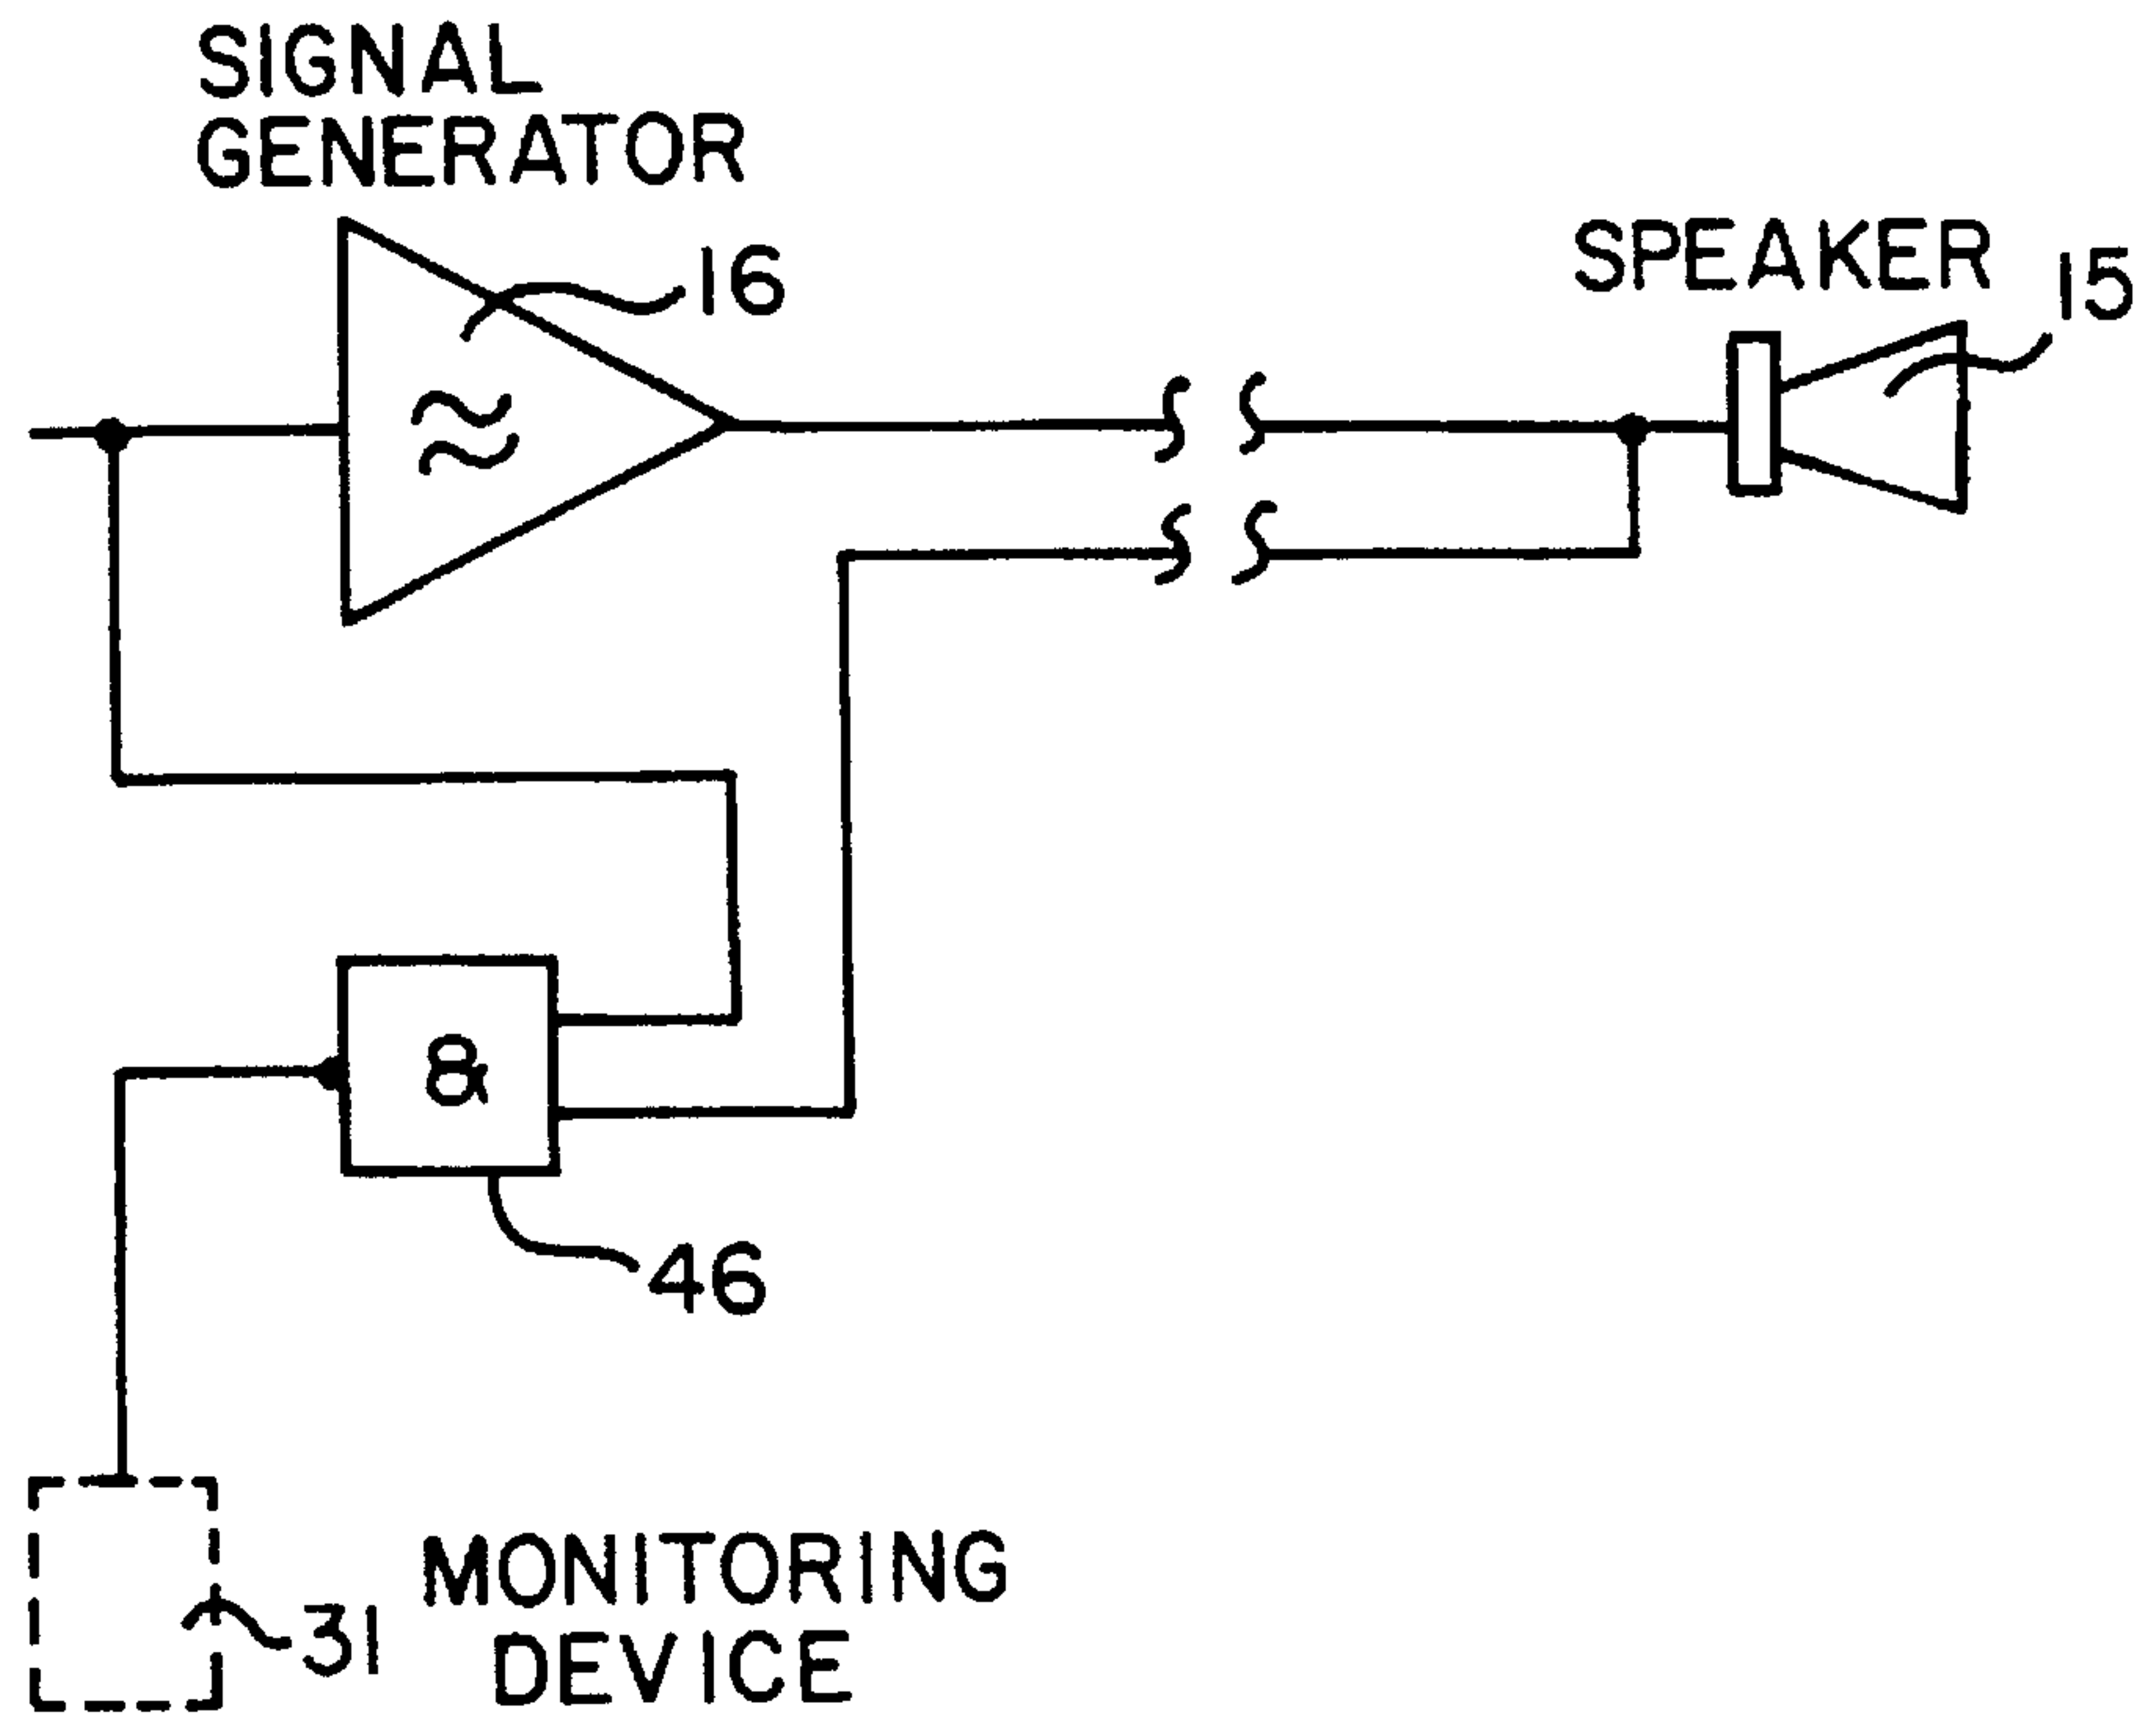 SIGNAL
GENERATOR
16
SPEAKER
15
≈
&
46
31
MONITORING
DEVICE